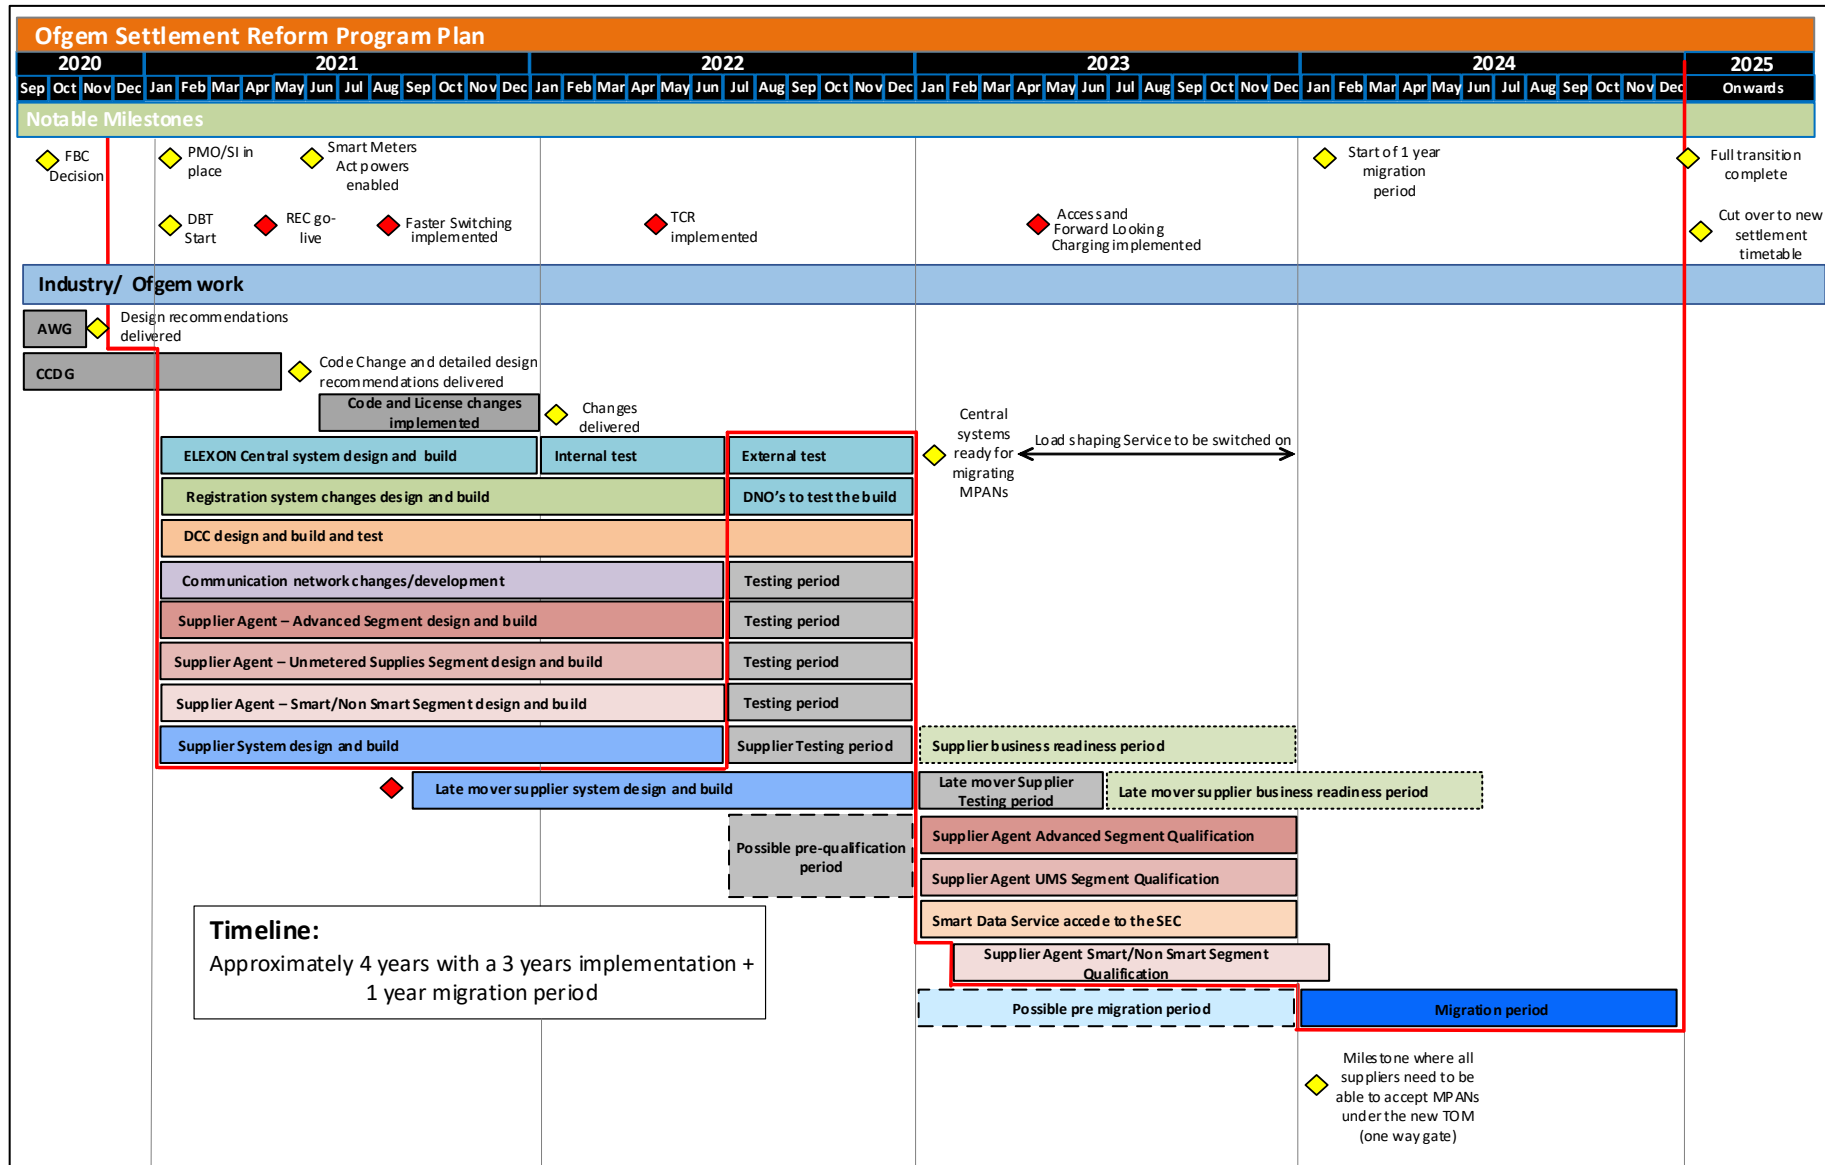 Ofgem Settlement Reform Program Plan
2020 2021 2022 2023 2024 2025
Sep Oct Nov Dec Jan Feb Mar Apr May Jun Jul Aug Sep Oct Nov Dec Jan Feb Mar Apr May Jun Jul Aug Sep Oct Nov Dec Jan Feb Mar Apr May Jun Jul Aug Sep Oct Nov Dec Jan Feb Mar Apr May Jun Jul Aug Sep Oct Nov Dec Onwards
Notable Milestones
FBC
Decision
PMO/SI in
place
Smart Meters
Act powers
enabled
Start of 1 year
migration
period
Full transition
complete
DBT
Start
REC go-
live
Faster Switching
implemented
TCR
implemented
Access and
Forward Looking
Charging implemented
Cut over to new
settlement
timetable
Industry/ Ofgem work
AWG
Design recommendations
delivered
CCDG
Code Change and detailed design
recommendations delivered
Code and License changes
implemented
Changes
delivered
ELEXON Central system design and build
Internal test
External test
Central
systems
ready for
migrating
MPANs
Load shaping Service to be switched on
Registration system changes design and build
DNO's to test the build
DCC design and build and test
Communication network changes/development
Testing period
Supplier Agent – Advanced Segment design and build
Testing period
Supplier Agent – Unmetered Supplies Segment design and build
Testing period
Supplier Agent – Smart/Non Smart Segment design and build
Testing period
Supplier System design and build
Supplier Testing period
Supplier business readiness period
Late mover supplier system design and build
Late mover Supplier
Testing period
Late mover supplier business readiness period
Possible pre-qualification
period
Supplier Agent Advanced Segment Qualification
Supplier Agent UMS Segment Qualification
Smart Data Service accede to the SEC
Supplier Agent Smart/Non Smart Segment
Qualification
Timeline:
Approximately 4 years with a 3 years implementation +
1 year migration period
Possible pre migration period
Migration period
Milestone where all
suppliers need to be
able to accept MPANs
under the new TOM
(one way gate)